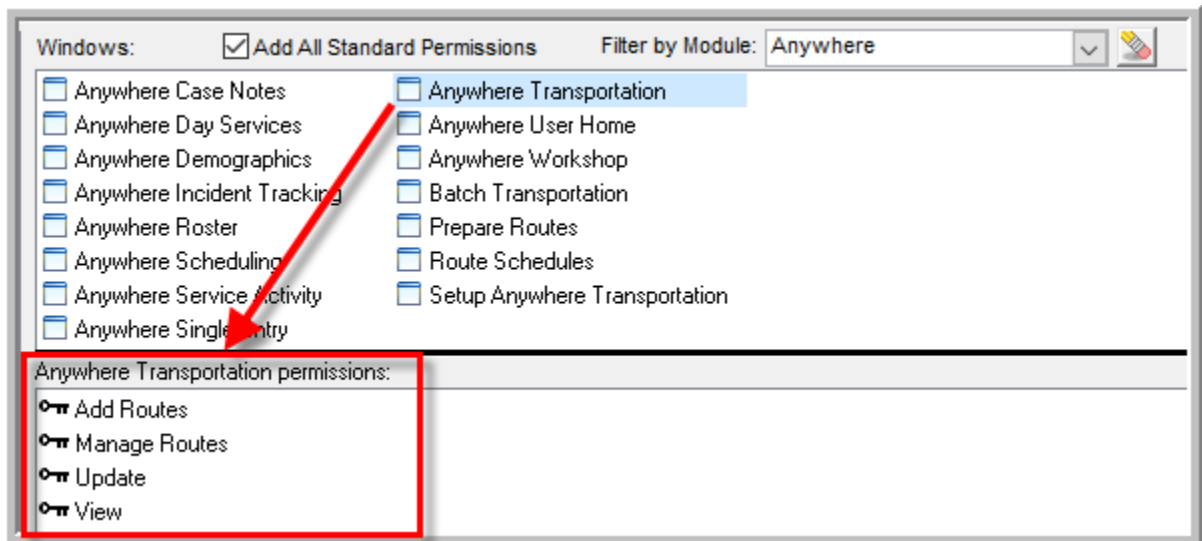 Windows: Add All Standard Permissions Filter by Module: Anywhere
Anywhere Case Notes
Anywhere Day Services
Anywhere Demographics
Anywhere Incident Tracking
Anywhere Roster
Anywhere Scheduling
Anywhere Service Activity
Anywhere Single Entry
Anywhere Transportation
Anywhere User Home
Anywhere Workshop
Batch Transportation
Prepare Routes
Route Schedules
Setup Anywhere Transportation
Anywhere Transportation permissions:
Add Routes
Manage Routes
Update
View